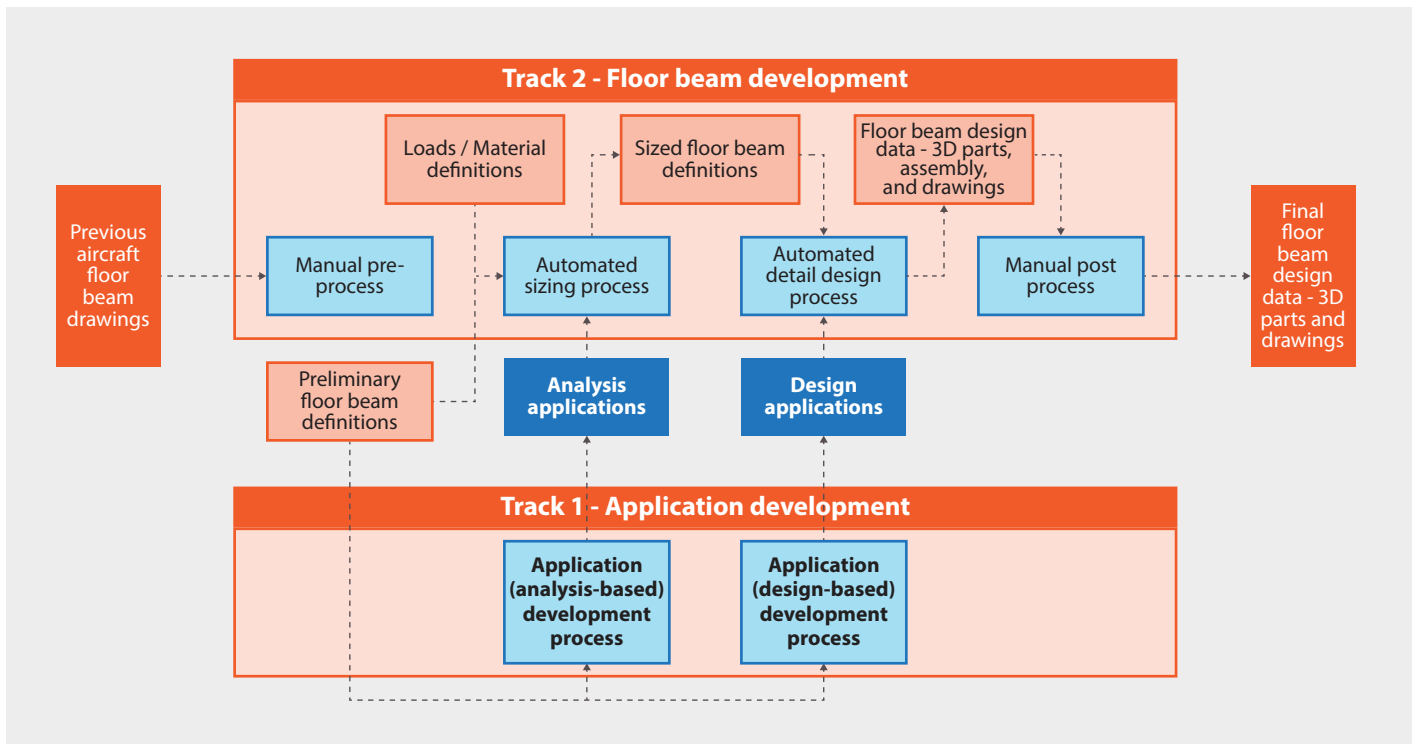 Track 2 - Floor beam development
Loads / Material
definitions
Sized floor beam
definitions
Floor beam design
data - 3D parts,
assembly,
and drawings
Previous
aircraft
floor
beam
drawings
Manual pre-
process
Automated
sizing process
Automated
detail design
process
Manual post
process
Final
floor
beam
design
data - 3D
parts and
drawings
Preliminary
floor beam
definitions
Analysis
applications
Design
applications
Track 1 - Application development
Application
(analysis-based)
development
process
Application
(design-based)
development
process